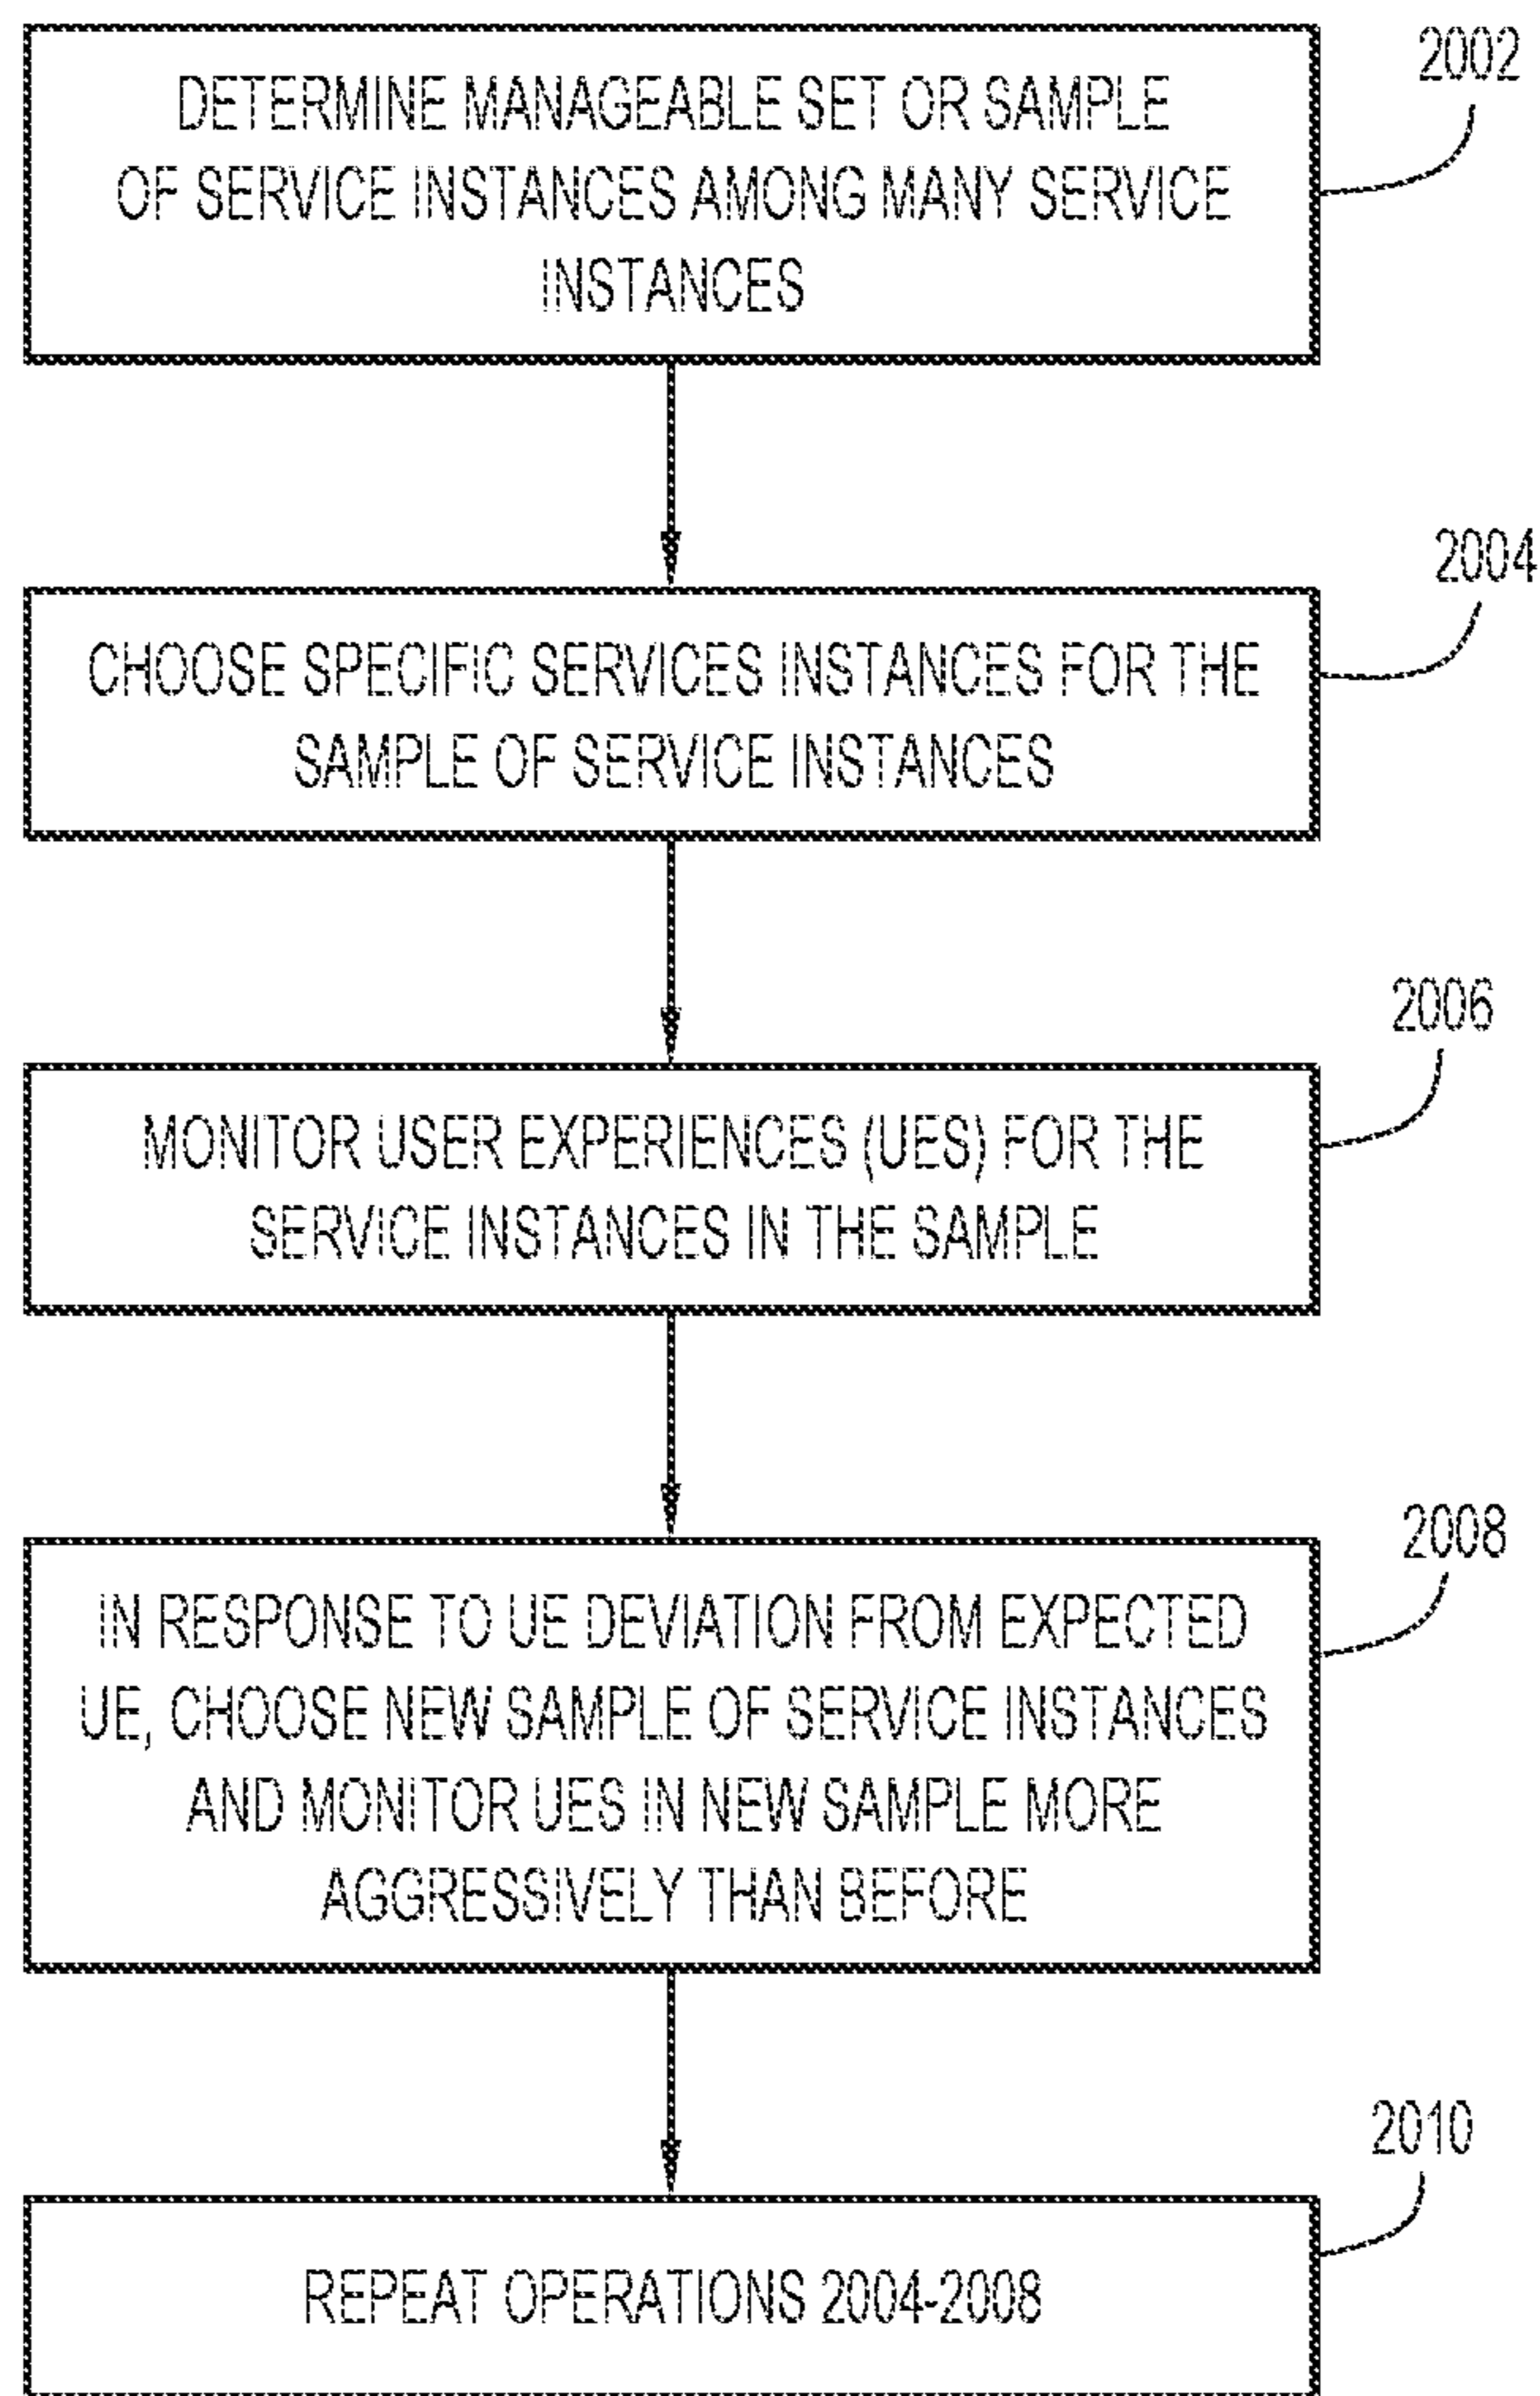 2002
DETERMINE MANAGEABLE SET OR SAMPLE
OF SERVICE INSTANCES AMONG MANY SERVICE
INSTANCES
2004
CHOOSE SPECIFIC SERVICES INSTANCES FOR THE
SAMPLE OF SERVICE INSTANCES
2006
MONITOR USER EXPERIENCES (UES) FOR THE
SERVICE INSTANCES IN THE SAMPLE
2008
IN RESPONSE TO UE DEVIATION FROM EXPECTED
UE, CHOOSE NEW SAMPLE OF SERVICE INSTANCES
AND MONITOR UES IN NEW SAMPLE MORE
AGGRESSIVELY THAN BEFORE
2010
REPEAT OPERATIONS 2004-2008